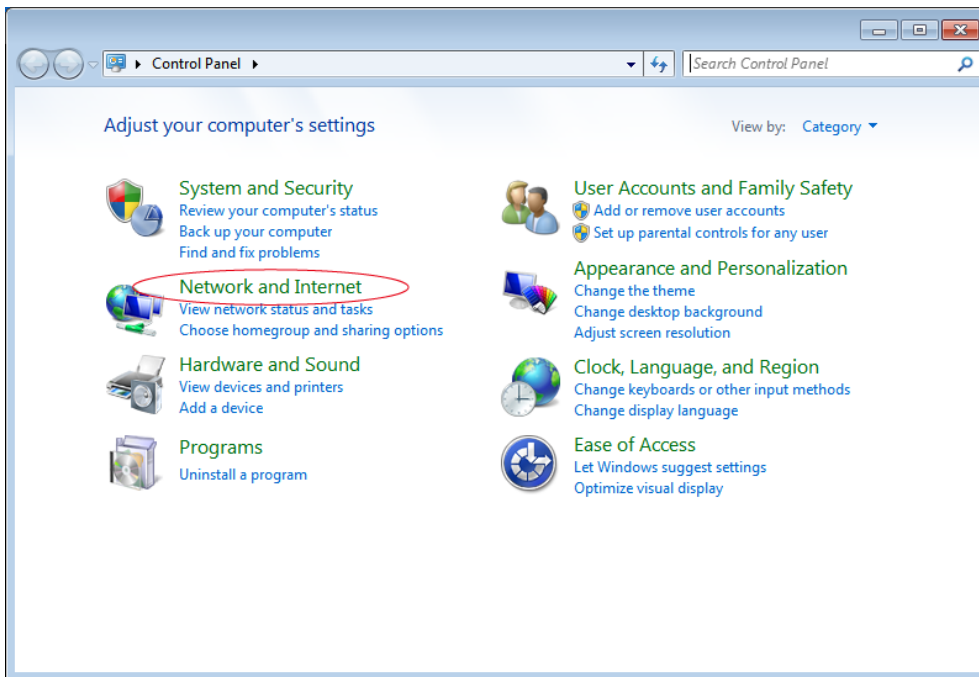 Control Panel
Search Control Panel
Adjust your computer's settings
View by: Category
System and Security
Review your computer's status
Back up your computer
Find and fix problems
Network and Internet
View network status and tasks
Choose homegroup and sharing options
Hardware and Sound
View devices and printers
Add a device
Programs
Uninstall a program
User Accounts and Family Safety
Add or remove user accounts
Set up parental controls for any user
Appearance and Personalization
Change the theme
Change desktop background
Adjust screen resolution
Clock, Language, and Region
Change keyboards or other input methods
Change display language
Ease of Access
Let Windows suggest settings
Optimize visual display